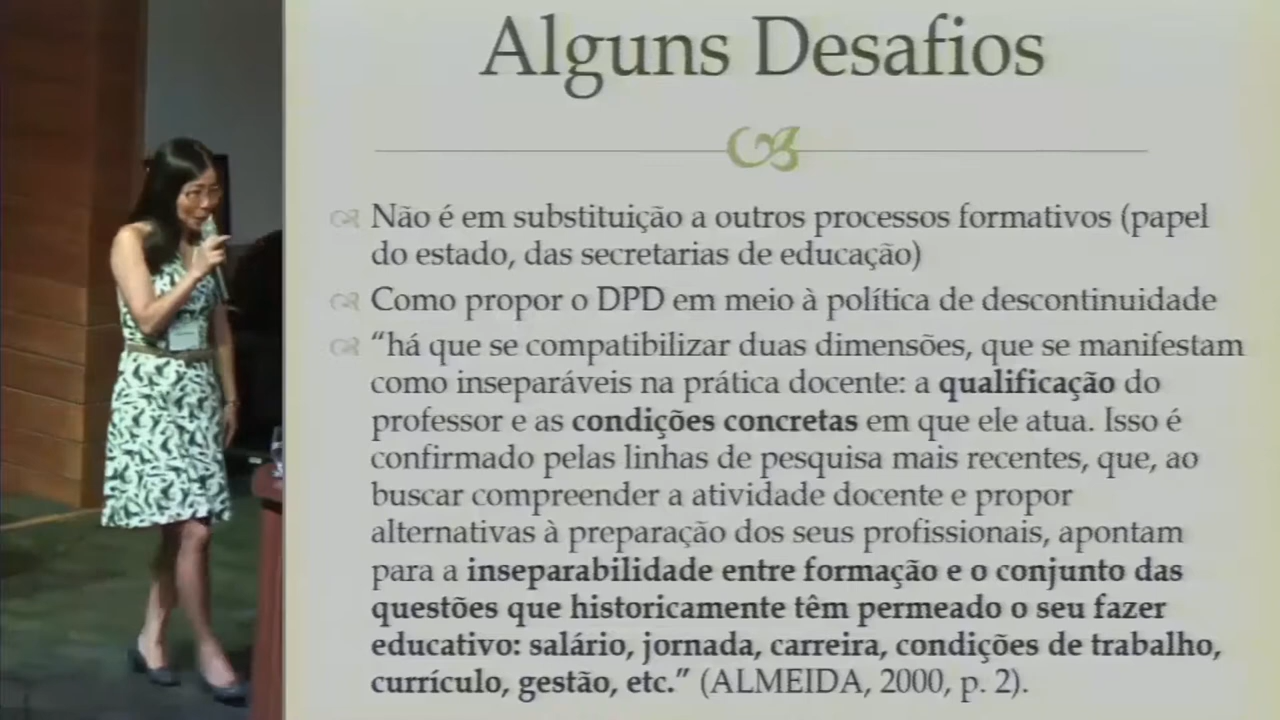 Alguns Desafios
Não é em substituição a outros processos formativos (papel
do estado, das secretarias de educação)
Como propor o DPD em meio à política de descontinuidade
“há que se compatibilizar duas dimensões, que se manifestam
como inseparáveis na prática docente: a qualificação do
professor e as condições concretas em que ele atua. Isso é
confirmado pelas linhas de pesquisa mais recentes, que, ao
buscar compreender a atividade docente e propor
alternativas à preparação dos seus profissionais, apontam
para a inseparabilidade entre formação e o conjunto das
questões que historicamente têm permeado o seu fazer
educativo: salário, jornada, carreira, condições de trabalho,
currículo, gestão, etc.” (ALMEIDA, 2000, p. 2).